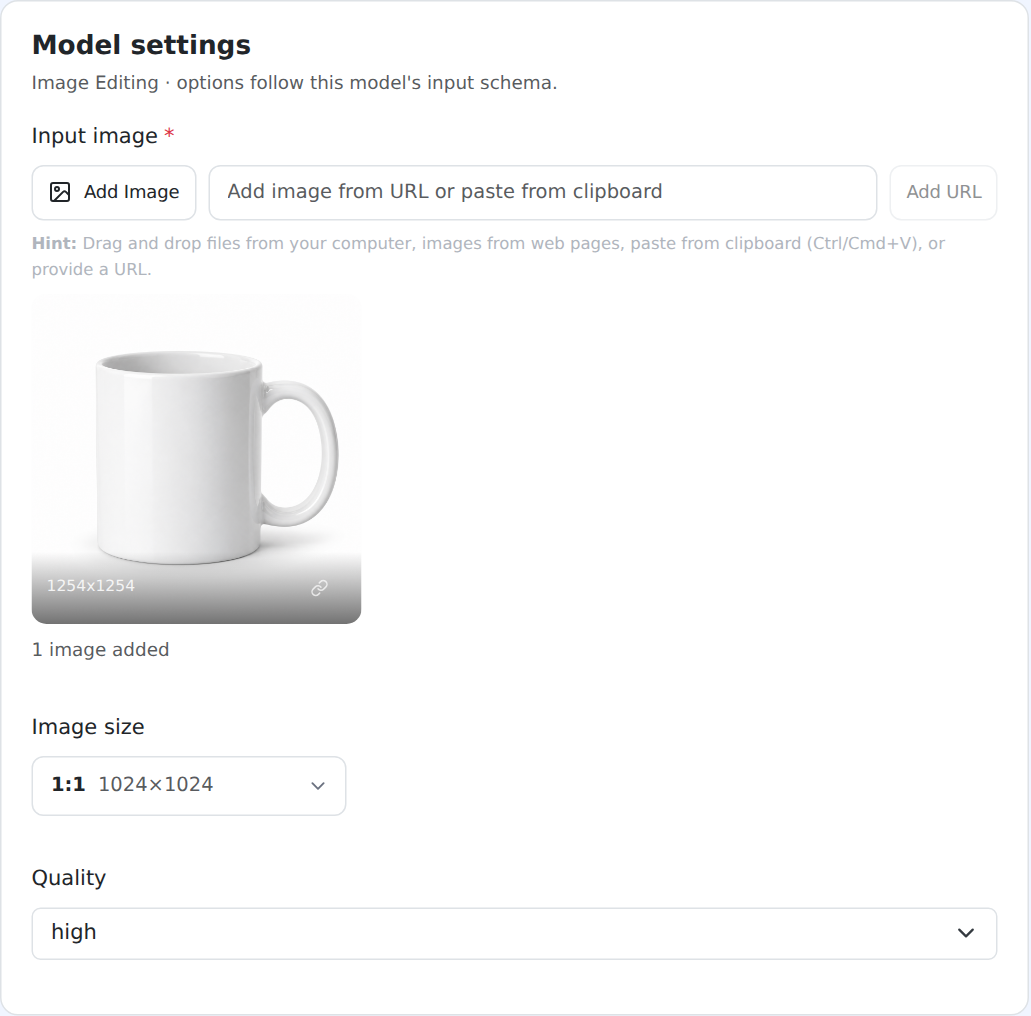 Model settings
Image Editing · options follow this model's input schema.
Input image *
Add Image
Add image from URL or paste from clipboard
Add URL
Hint: Drag and drop files from your computer, images from web pages, paste from clipboard (Ctrl/Cmd+V), or
provide a URL.
1254x1254
1 image added
Image size
1:1 1024×1024
Quality
high